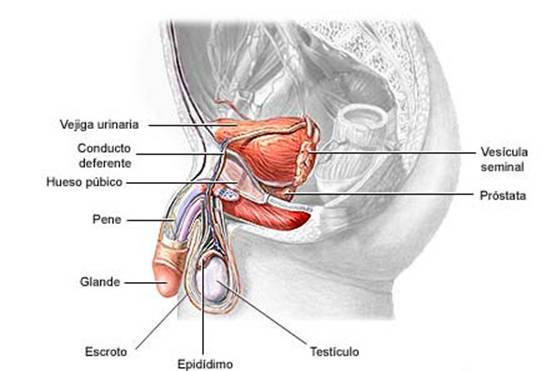 Vejiga urinaria
Conducto
deferente
Hueso púbico
Pene
Glande
Escroto
Epidídimo
Testículo
Vesícula
seminal
Próstata